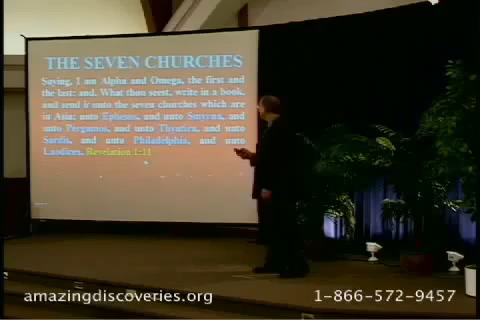 THE SEVEN CHURCHES
Saying, I am Alpha and Omega, the first and
the last: and, What thou seest, write in a book,
and send it unto the seven churches which are
in Asia; unto Ephesus, and unto Smyrna, and
unto Pergamos, and unto Thyatira, and unto
Sardis, and unto Philadelphia, and unto
Laodicea. Revelation 1:11
amazingdiscoveries.org
1-866-572-9457